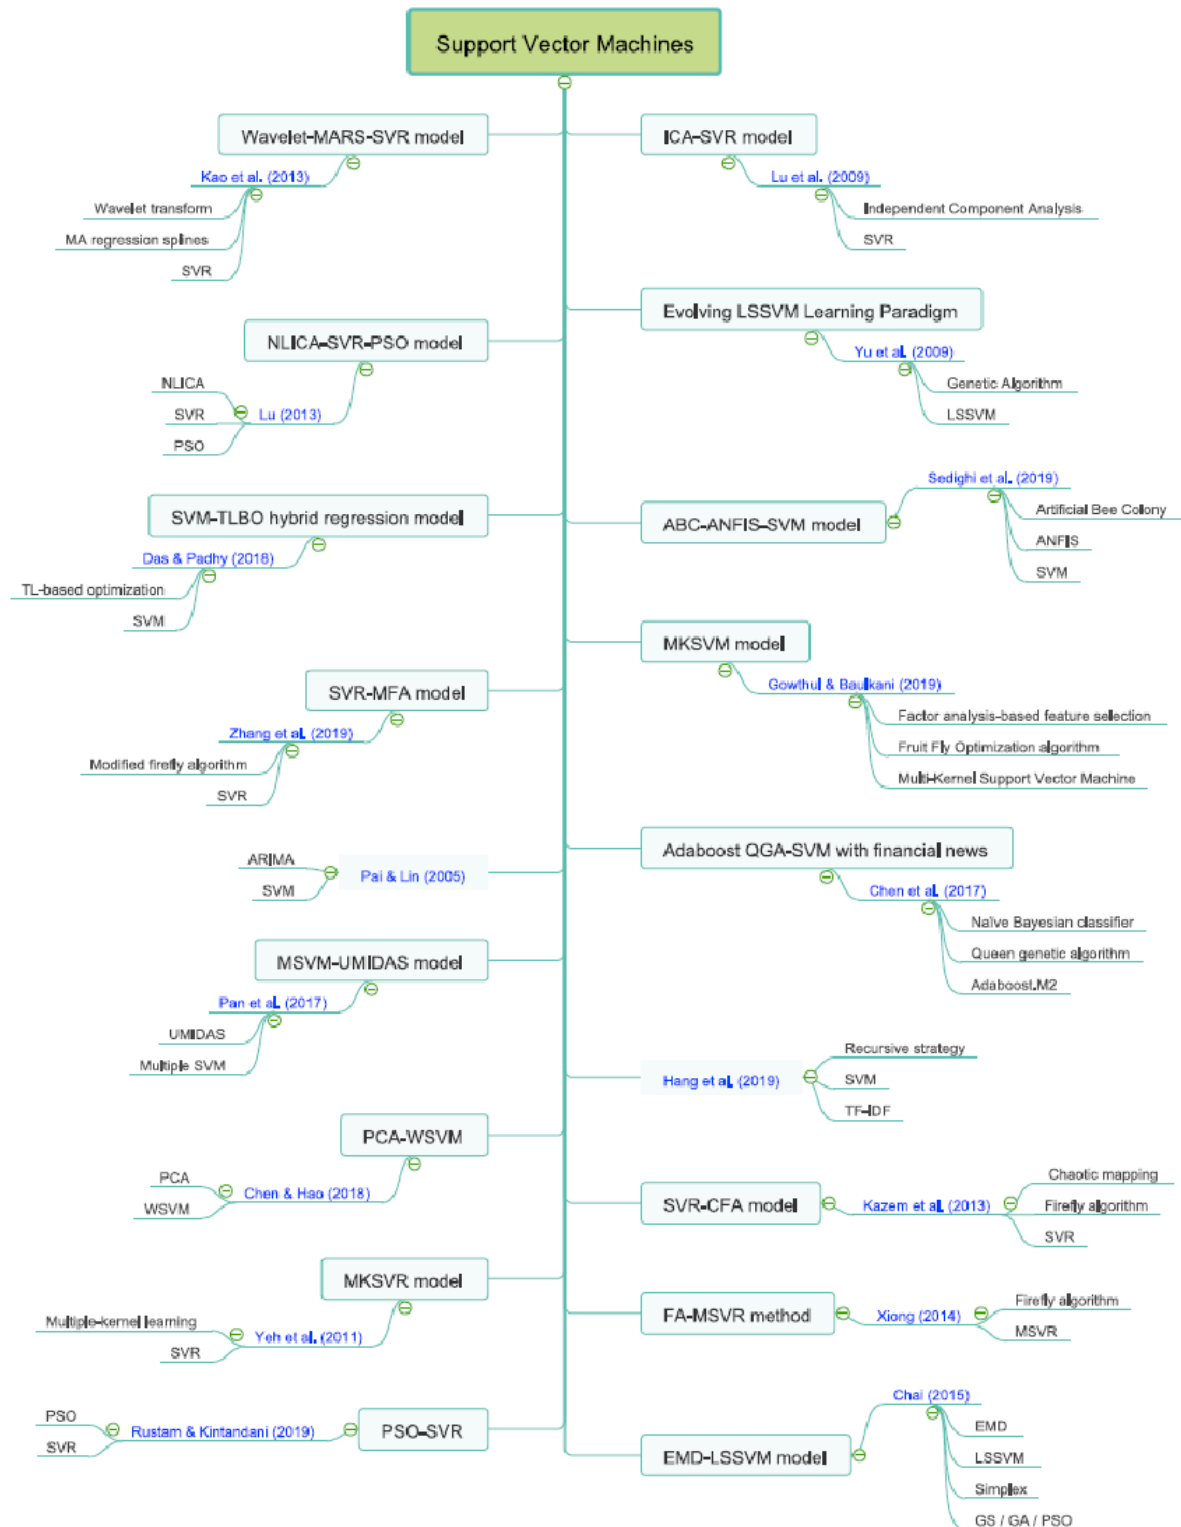 Support Vector Machines
Wavelet-MARS-SVR model
Kao et al. (2013)
Wavelet transform
MA regression splines
SVR
NLICA-SVR-PSO model
Lu (2013)
NLICA
SVR
PSO
SVM-TLBO hybrid regression model
Das & Padhy (2018)
TL-based optimization
SVM
SVR-MFA model
Zhang et al. (2019)
Modified firefly algorithm
SVR
Pai & Lin (2005)
ARIMA
SVM
MSVM-UMIDAS model
Pan et al. (2017)
UMIDAS
Multiple SVM
PCA-WSVM
Chen & Hao (2018)
PCA
WSVM
MKSVR model
Yeh et al. (2011)
Multiple-kernel learning
SVR
PSO-SVR
Rustam & Kintandani (2019)
PSO
SVR
ICA-SVR model
Lu et al. (2009)
Independent Component Analysis
SVR
Evolving LSSVM Learning Paradigm
Yu et al. (2009)
Genetic Algorithm
LSSVM
ABC-ANFIS-SVM model
Sedighi et al. (2019)
Artificial Bee Colony
ANFIS
SVM
MKSVM model
Gowthul & Baulkani (2019)
Factor analysis-based feature selection
Fruit Fly Optimization algorithm
Multi-Kernel Support Vector Machine
Adaboost QGA-SVM with financial news
Chen et al. (2017)
Naïve Bayesian classifier
Queen genetic algorithm
Adaboost.M2
Hang et al. (2019)
Recursive strategy
SVM
TF-IDF
SVR-CFA model
Kazem et al. (2013)
Chaotic mapping
Firefly algorithm
SVR
FA-MSVR method
Xiong (2014)
Firefly algorithm
MSVR
EMD-LSSVM model
Chai (2015)
EMD
LSSVM
Simplex
GS / GA / PSO